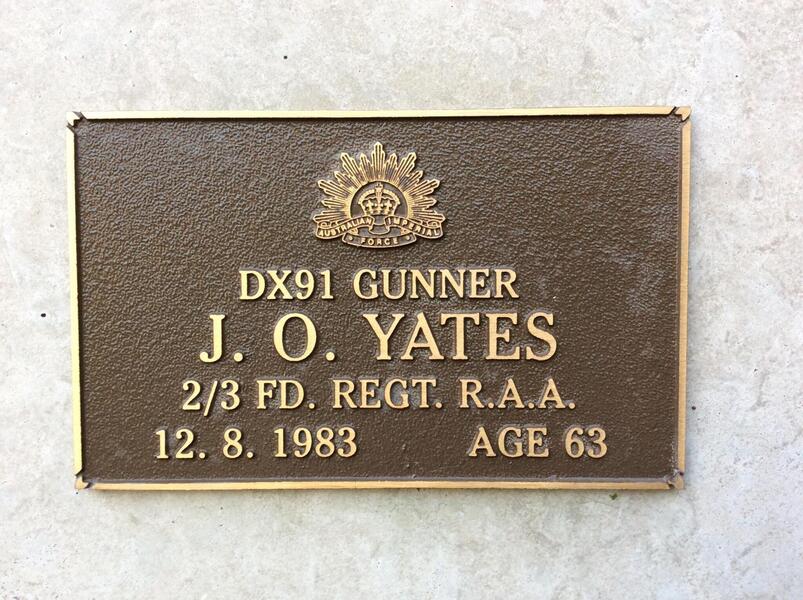 AUSTRALIAN IMPERIAL
FORCE
DX91 GUNNER
J. O. YATES
2/3 FD. REGT. R.A.A.
12. 8. 1983 AGE 63